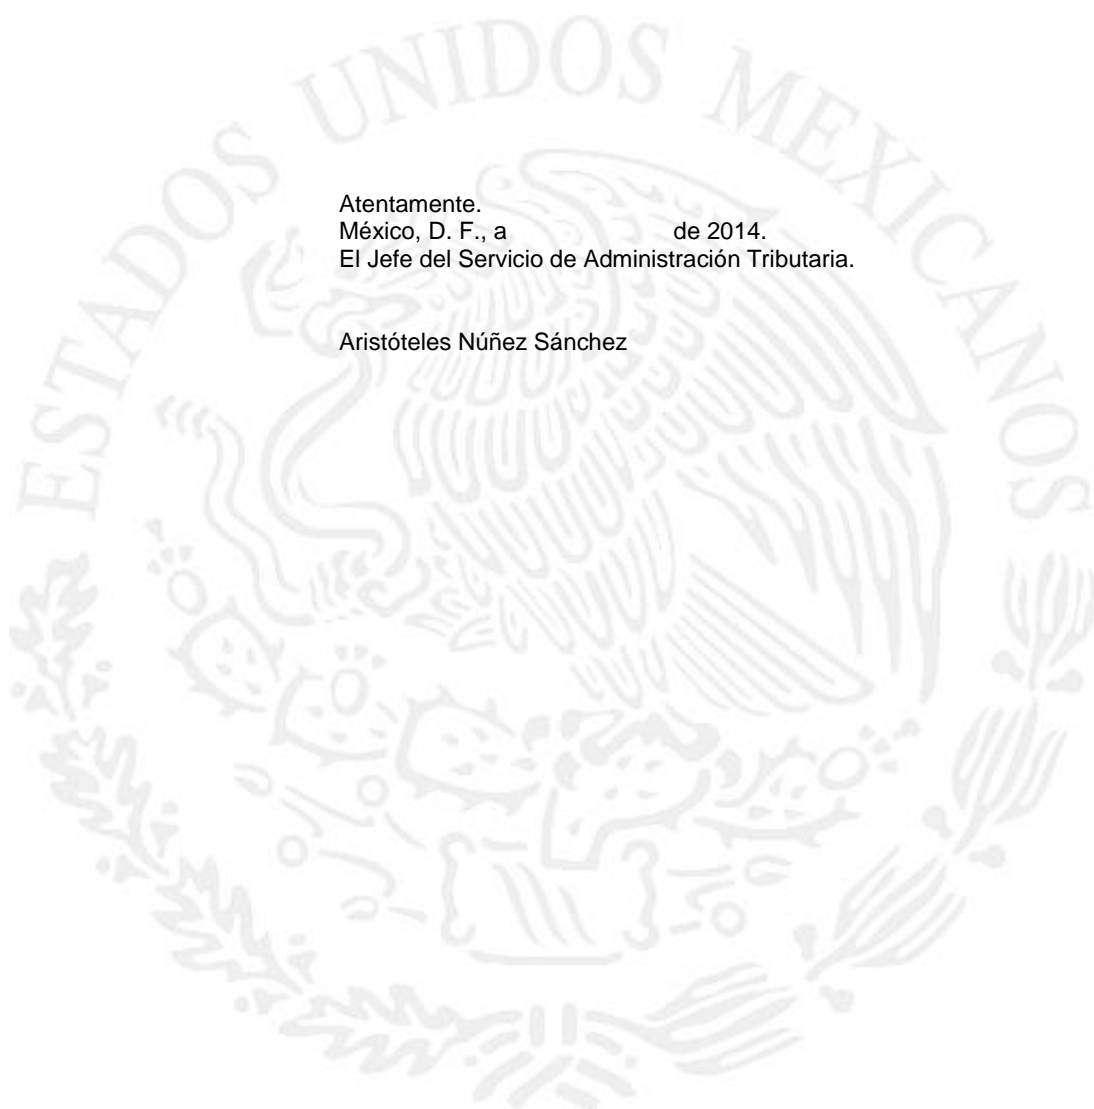 ESTADOS UNIDOS MEXICANOS
Atentamente.
México, D. F., a de 2014.
El Jefe del Servicio de Administración Tributaria.
Aristóteles Núñez Sánchez